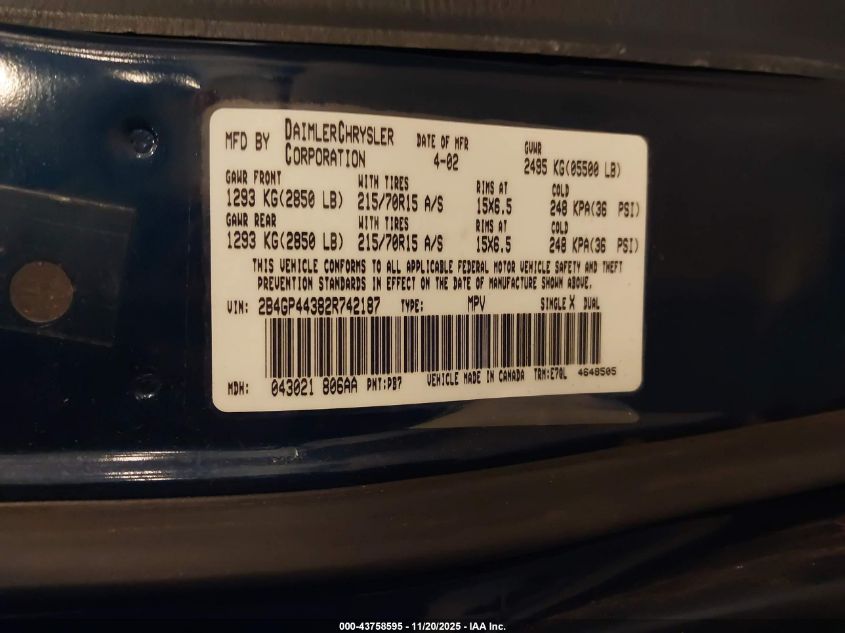 MFD BY DAIMLERCHRYSLER CORPORATION DATE OF MFR 4-02 GVWR 2495 KG(05500 LB)
GAWR FRONT WITH TIRES RIMS AT COLD
1293 KG(2850 LB) 215/70R15 A/S 15X6.5 248 KPA(36 PSI)
GAWR REAR WITH TIRES RIMS AT COLD
1293 KG(2850 LB) 215/70R15 A/S 15X6.5 248 KPA(36 PSI)
THIS VEHICLE CONFORMS TO ALL APPLICABLE FEDERAL MOTOR VEHICLE SAFETY AND THEFT
PREVENTION STANDARDS IN EFFECT ON THE DATE OF MANUFACTURE SHOWN ABOVE.
VIN: 2B4GP44382R742187 TYPE: MPV SINGLE X DUAL
MDH: 043021 806AA PNT:PB7 VEHICLE MADE IN CANADA TRM:E70L 4648505
000-43758595 - 11/20/2025 - IAA Inc.